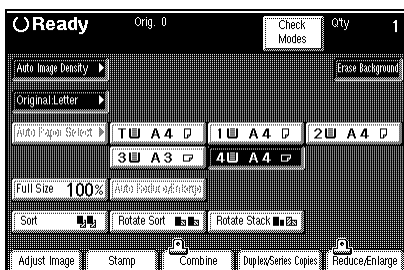 Ready Orig. 0 Check Modes Q'ty 1
Auto Image Density Erase Background
Original:Letter
Auto Paper Select T A4 1 A4 2 A4
3 A3 4 A4
Full Size 100% Auto Reduce/Enlarge
Sort Rotate Sort Rotate Stack
Adjust Image Stamp Combine Duplex/Series Copies Reduce/Enlarge